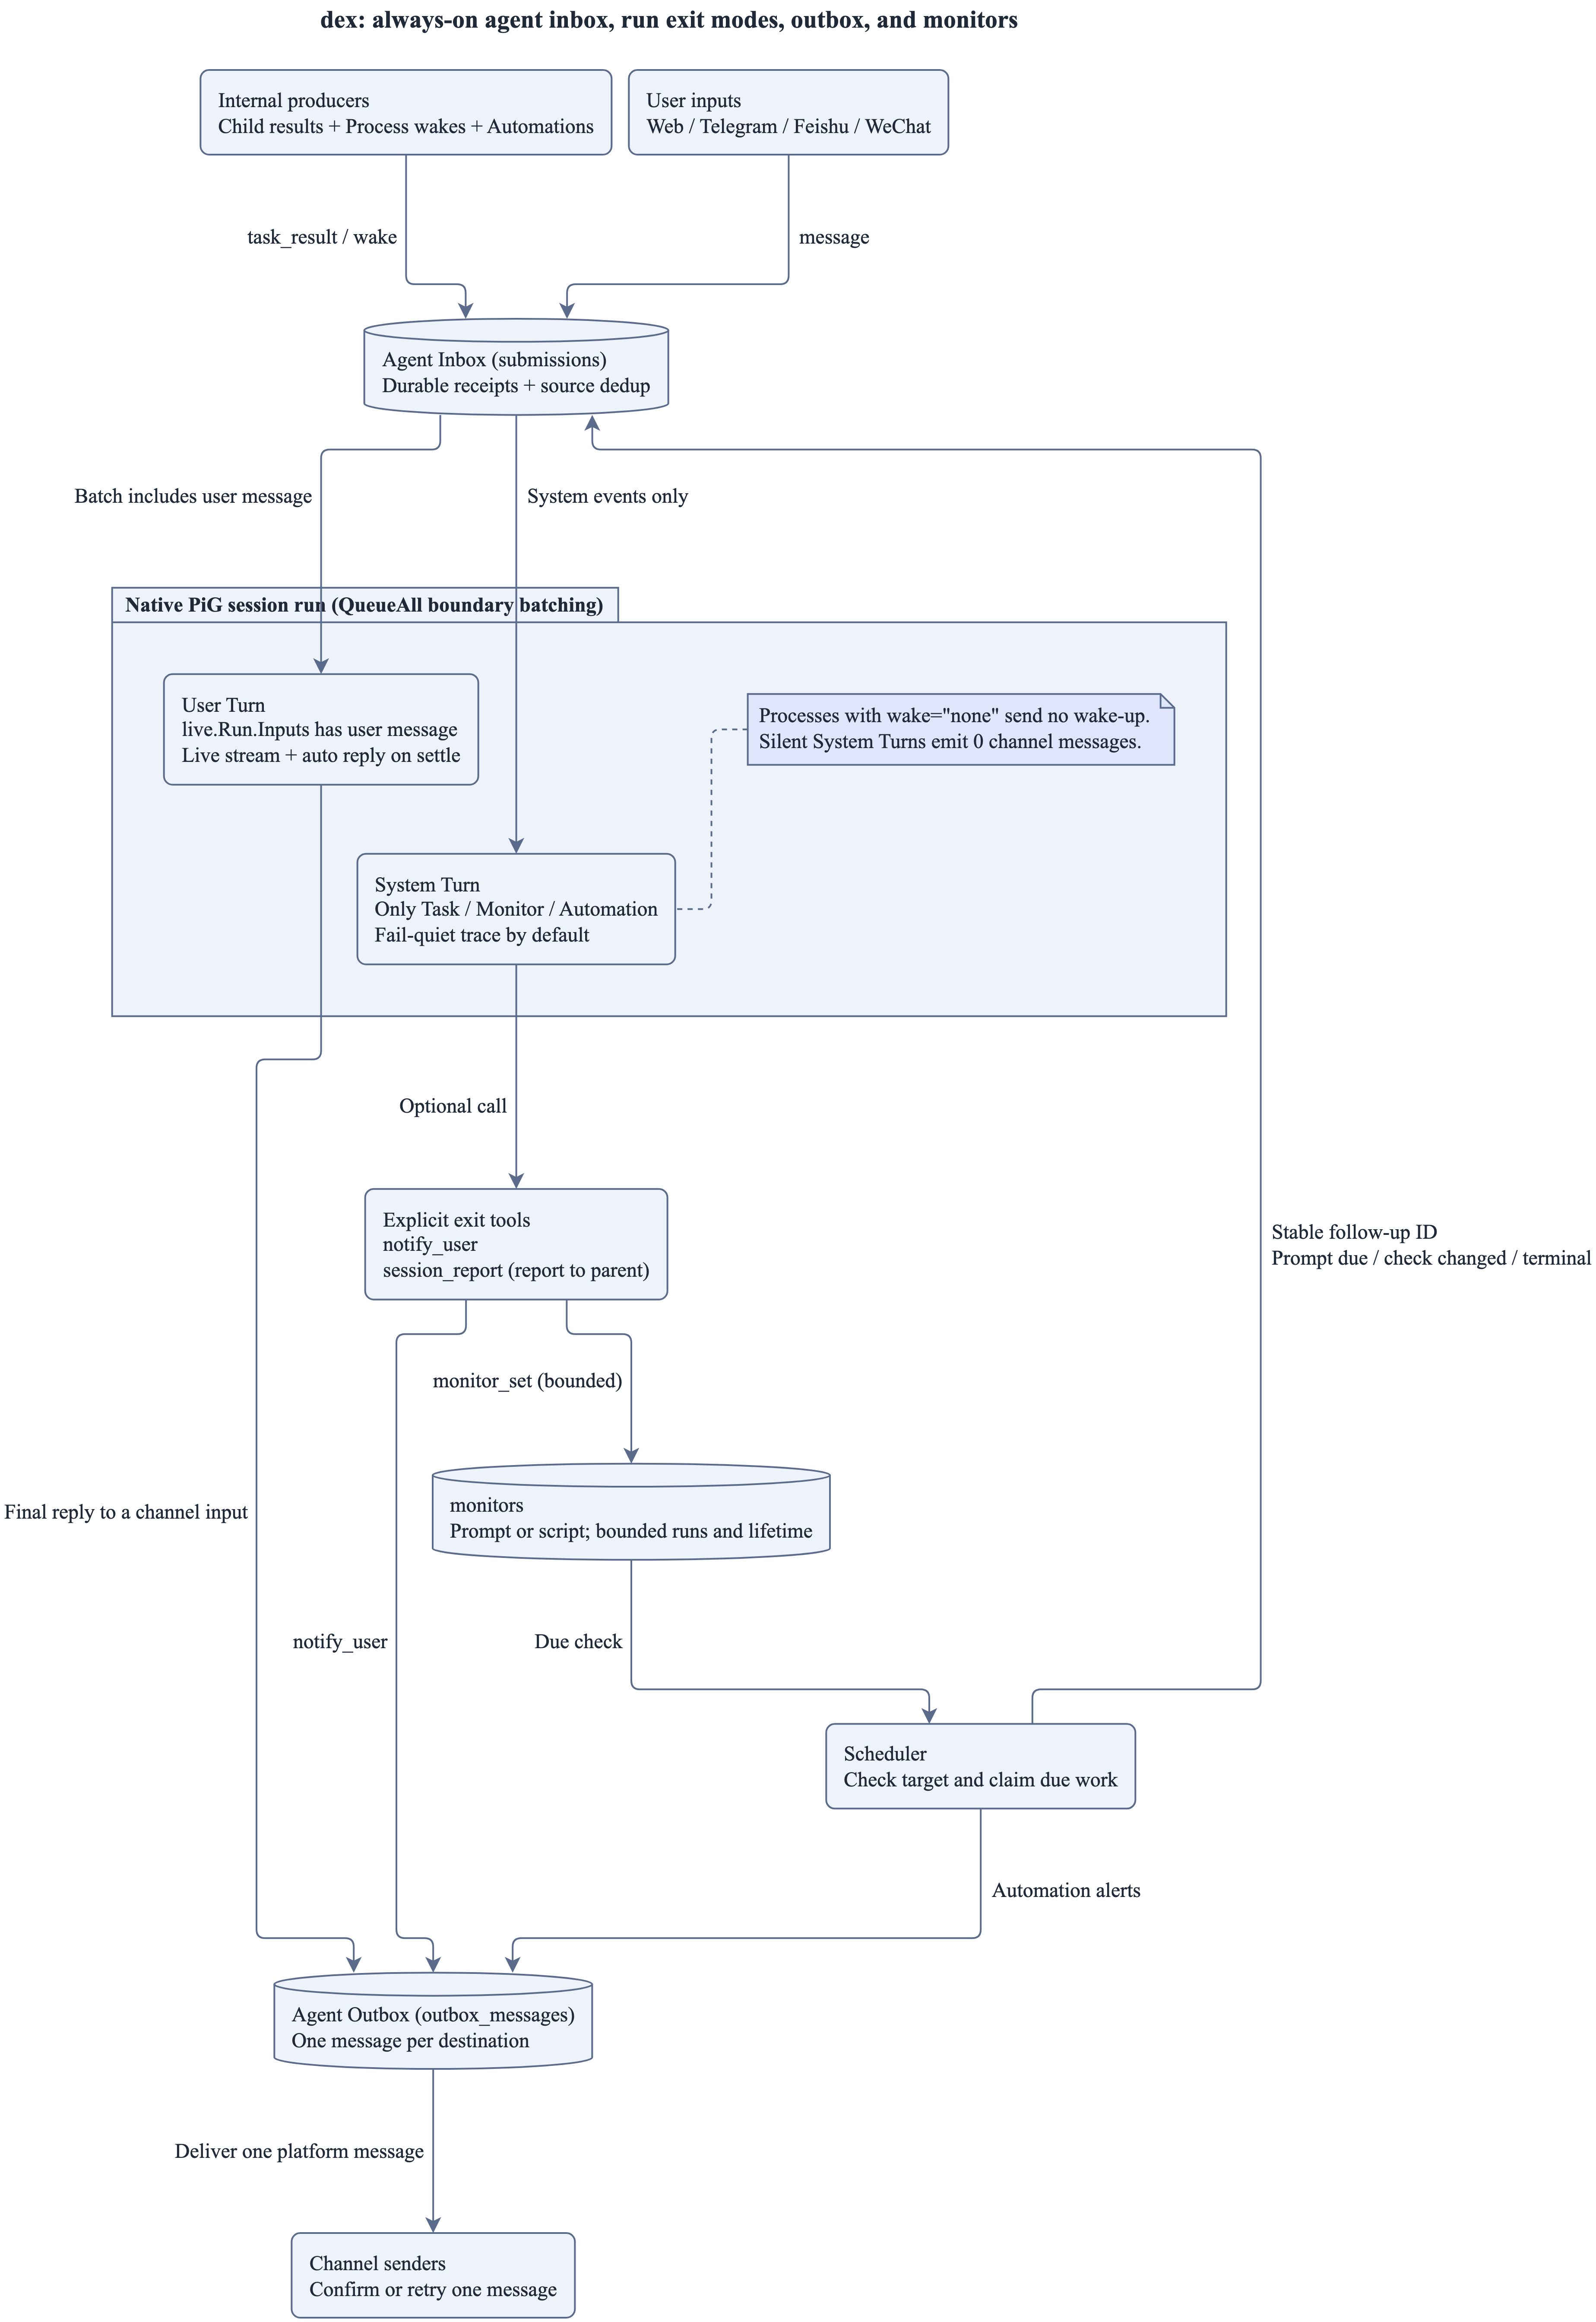 dex: always-on agent inbox, run exit modes, outbox, and monitors
Internal producers
Child results + Process wakes + Automations
User inputs
Web / Telegram / Feishu / WeChat
task_result / wake
message
Agent Inbox (submissions)
Durable receipts + source dedup
Batch includes user message
System events only
Native PiG session run (QueueAll boundary batching)
User Turn
live.Run.Inputs has user message
Live stream + auto reply on settle
Processes with wake="none" send no wake-up.
Silent System Turns emit 0 channel messages.
System Turn
Only Task / Monitor / Automation
Fail-quiet trace by default
Optional call
Explicit exit tools
notify_user
session_report (report to parent)
Stable follow-up ID
Prompt due / check changed / terminal
monitor_set (bounded)
monitors
Prompt or script; bounded runs and lifetime
Final reply to a channel input
notify_user
Due check
Scheduler
Check target and claim due work
Automation alerts
Agent Outbox (outbox_messages)
One message per destination
Deliver one platform message
Channel senders
Confirm or retry one message